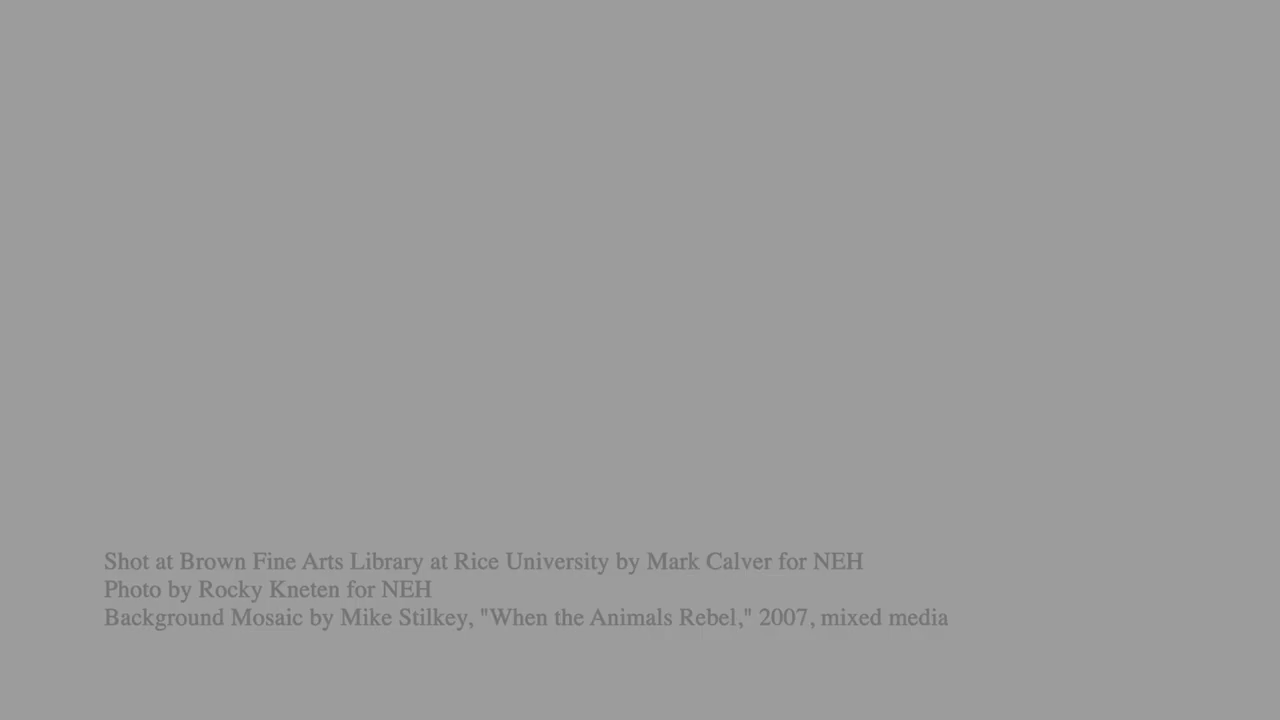 Shot at Brown Fine Arts Library at Rice University by Mark Calver for NEH
Photo by Rocky Kneten for NEH
Background Mosaic by Mike Stilkey, "When the Animals Rebel," 2007, mixed media